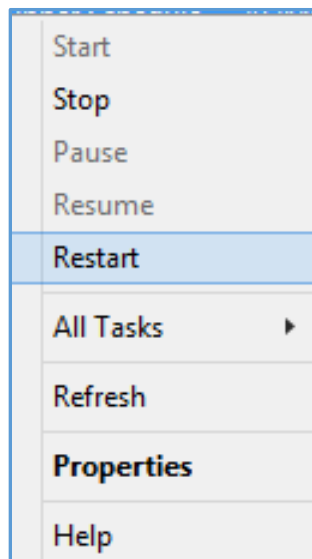 Start
Stop
Pause
Resume
Restart
All Tasks
Refresh
Properties
Help